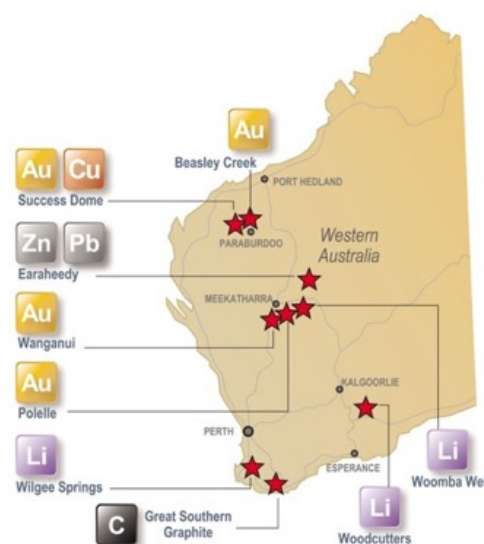 Au
Beasley Creek
Au Cu
Success Dome
PORT HEDLAND
PARABURDOO
Western
Australia
Zn Pb
Earaheedy
MEEKATHARRA
Au
Wanganui
Au
Polelle
KALGOORLIE
PERTH
Li
Wilgee Springs
ESPERANCE
Li
Woomba We
C
Great Southern
Graphite
Li
Woodcutters